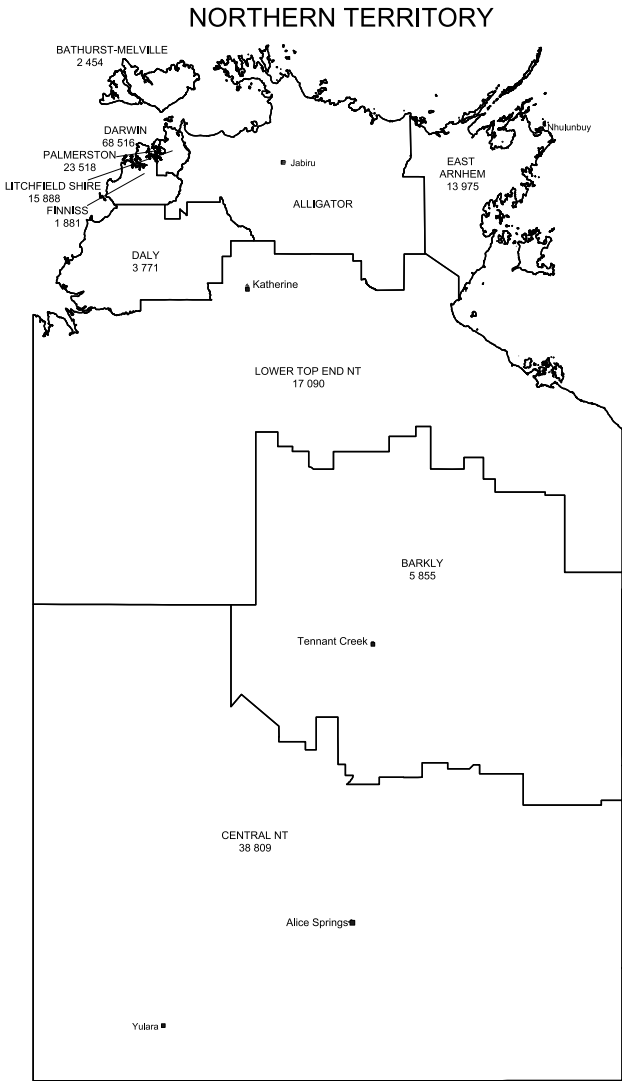 NORTHERN TERRITORY
BATHURST-MELVILLE
2 454
DARWIN
68 516
PALMERSTON
23 518
LITCHFIELD SHIRE
15 888
FINNISS
1 881
Nhulunbuy
Jabiru
EAST
ARNHEM
13 975
ALLIGATOR
DALY
3 771
Katherine
LOWER TOP END NT
17 090
BARKLY
5 855
Tennant Creek
CENTRAL NT
38 809
Alice Springs
Yulara